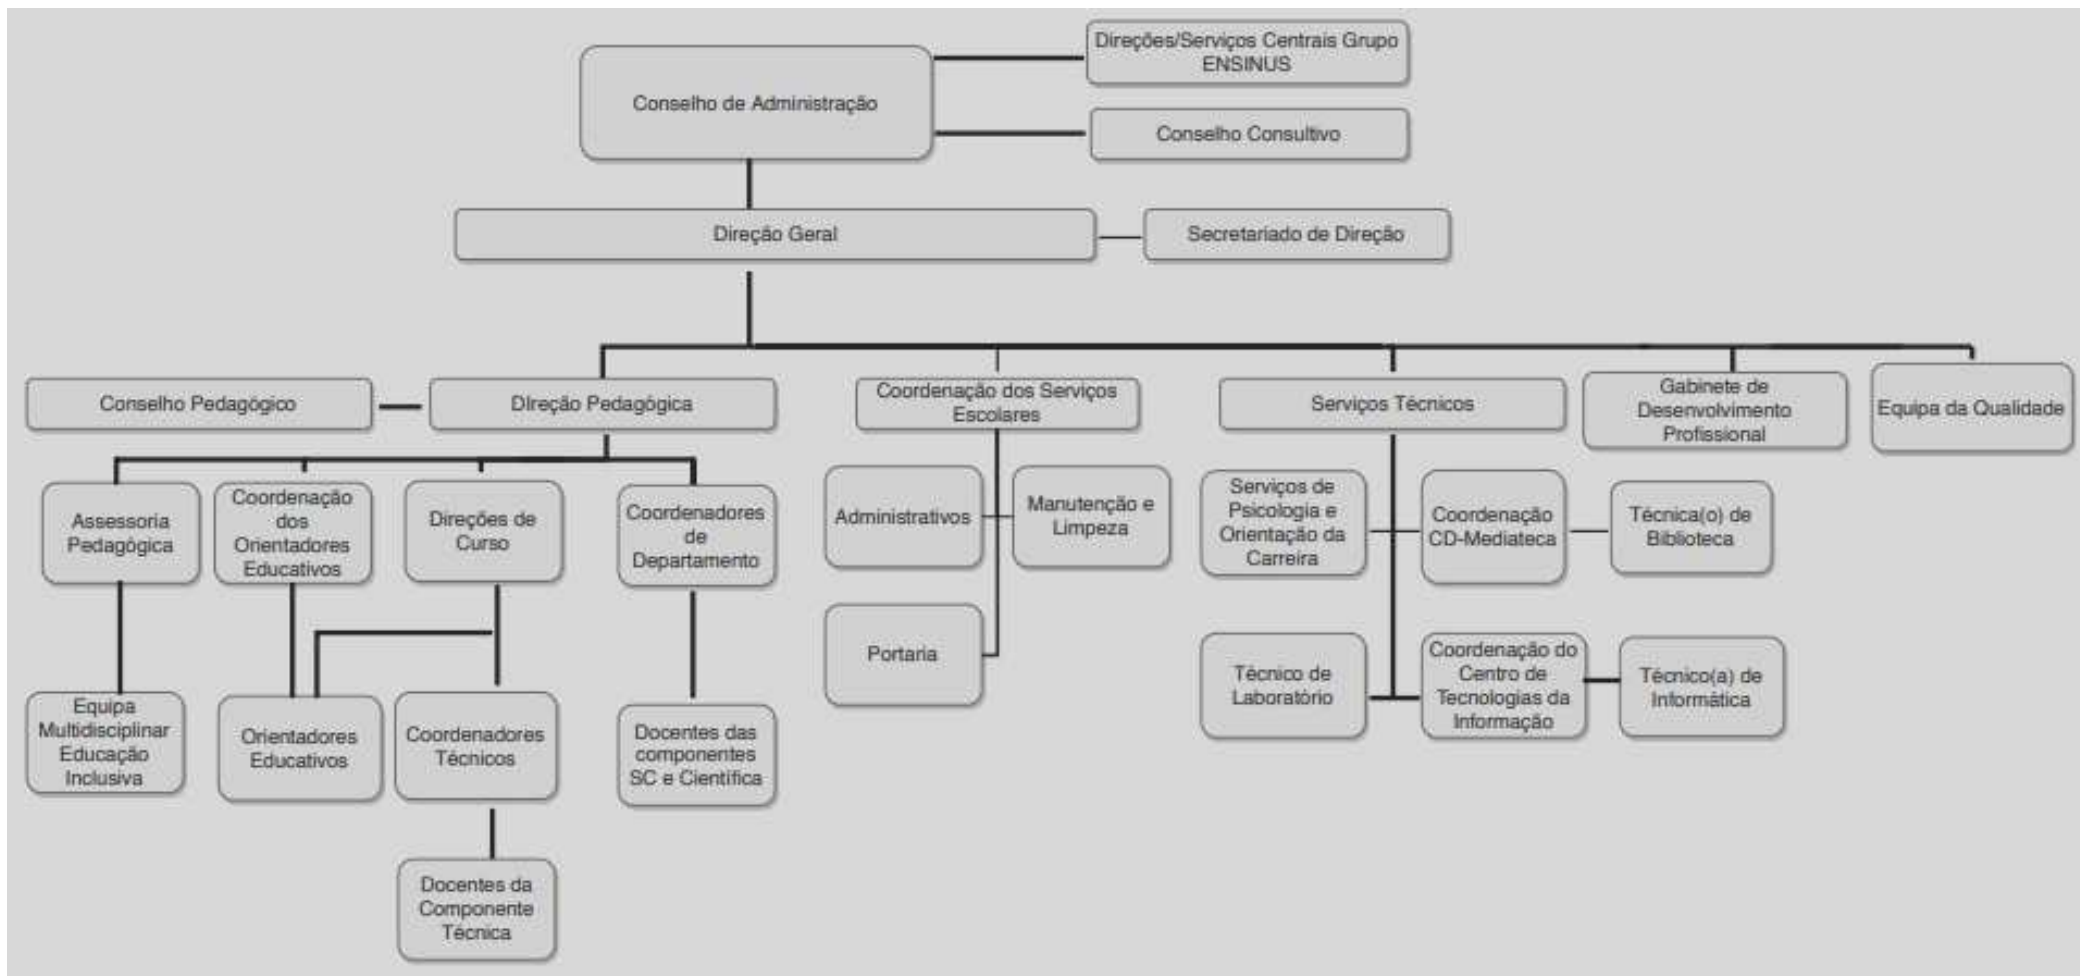 Direções/Serviços Centrais Grupo
ENSINUS
Conselho de Administração
Conselho Consultivo
Direção Geral
Secretariado de Direção
Conselho Pedagógico
DIreção Pedagógica
Coordenação dos Serviços
Escolares
Serviços Técnicos
Gabinete de
Desenvolvimento
Profissional
Equipa da Qualidade
Assessoria
Pedagógica
Coordenação
dos
Orientadores
Educativos
Direções de
Curso
Coordenadores
de
Departamento
Administrativos
Manutenção e
Limpeza
Serviços de
Psicologia e
Orientação da
Carreira
Coordenação
CD-Mediateca
Técnica(o) de
Biblioteca
Portaria
Técnico de
Laboratório
Coordenação do
Centro de
Tecnologias da
Informação
Técnico(a) de
Informática
Equipa
Multidisciplinar
Educação
Inclusiva
Orientadores
Educativos
Coordenadores
Técnicos
Docentes das
componentes
SC e Científica
Docentes da
Componente
Técnica